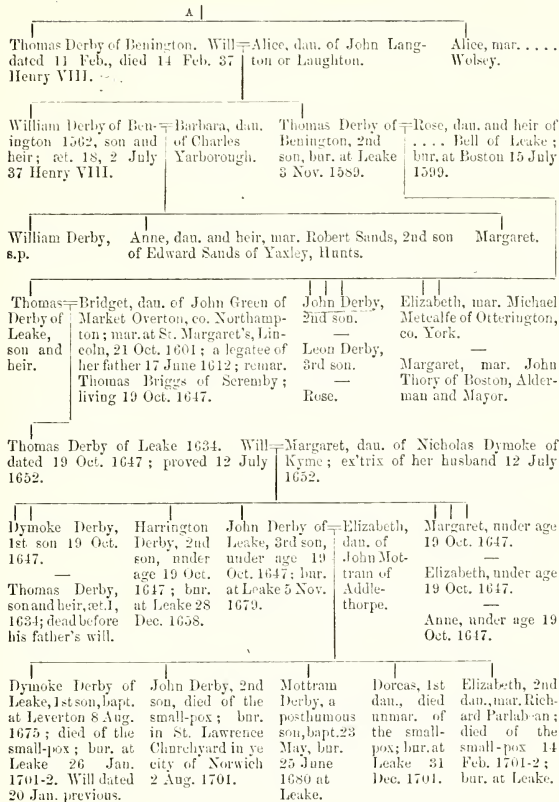 A
Thomas Derby of Benington. Will
dated 11 Feb., died 14 Feb. 37
Henry VIII.
Alice, dau. of John Lang-
ton or Laughton.
Alice, mar. . . . .
Wolsey.
William Derby of Ben-
ington 1562, son and
heir; æt. 18, 2 July
37 Henry VIII.
Barbara, dau.
of Charles
Yarborough.
Thomas Derby of
Benington, 2nd
son, bur. at Leake
3 Nov. 1589.
Rose, dau. and heir of
. . . . Bell of Leake;
bur. at Boston 15 July
1599.
William Derby,
s.p.
Anne, dau. and heir, mar. Robert Sands, 2nd son
of Edward Sands of Yaxley, Hunts.
Margaret.
Thomas
Derby of
Leake,
son and
heir.
Bridget, dau. of John Green of
Market Overton, co. Northamp-
ton; mar. at St. Margaret's, Lin-
coln, 21 Oct. 1601; a legatee of
her father 17 June 1612; remar.
Thomas Briggs of Scremby;
living 19 Oct. 1647.
John Derby,
2nd son.
—
Leon Derby,
3rd son.
—
Rose.
Elizabeth, mar. Michael
Metcalfe of Otterington,
co. York.
—
Margaret, mar. John
Thory of Boston, Alder-
man and Mayor.
Thomas Derby of Leake 1634. Will
dated 19 Oct. 1647; proved 12 July
1652.
Margaret, dau. of Nicholas Dymoke of
Kyme; ex'trix of her husband 12 July
1652.
Dymoke Derby,
1st son 19 Oct.
1647.
—
Thomas Derby,
son and heir, æt. 1,
1634; dead before
his father's will.
Harrington
Derby, 2nd
son, under
age 19 Oct.
1647; bur.
at Leake 28
Dec. 1658.
John Derby of
Leake, 3rd son,
under age 19
Oct. 1647; bur.
at Leake 5 Nov.
1679.
Elizabeth,
dau. of
John Mot-
tram of
Addle-
thorpe.
Margaret, under age
19 Oct. 1647.
—
Elizabeth, under age
19 Oct. 1647.
—
Anne, under age 19
Oct. 1647.
Dymoke Derby of
Leake, 1st son, bapt.
at Leverton 8 Aug.
1675; died of the
small-pox; bur. at
Leake 26 Jan.
1701-2. Will dated
20 Jan. previous.
John Derby, 2nd
son, died of the
small-pox; bur.
in St. Lawrence
Churchyard in ye
city of Norwich
2 Aug. 1701.
Mottram
Derby, a
posthumous
son, bapt. 23
May, bur.
25 June
1680 at
Leake.
Dorcas, 1st
dau., died
unmar. of
the small-
pox; bur. at
Leake 31
Dec. 1701.
Elizabeth, 2nd
dau., mar. Rich-
ard Parlabian;
died of the
small-pox 14
Feb. 1701-2;
bur. at Leake.